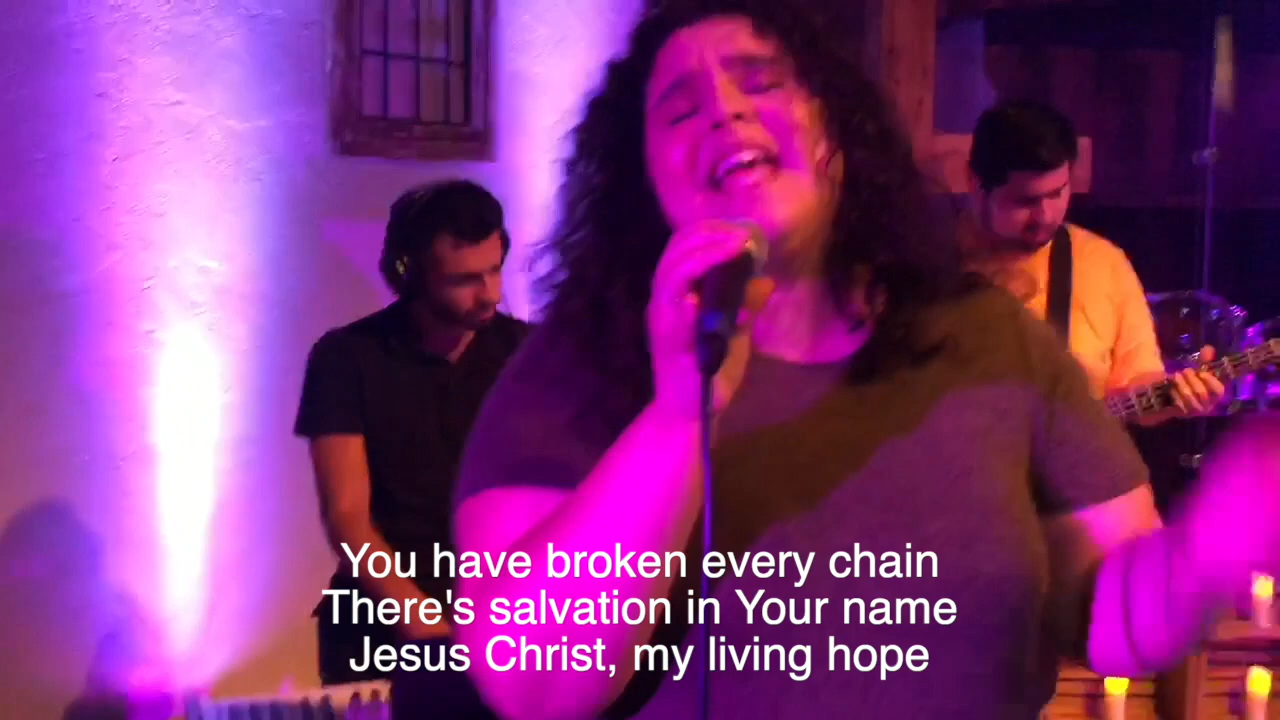 You have broken every chain
There's salvation in Your name
Jesus Christ, my living hope